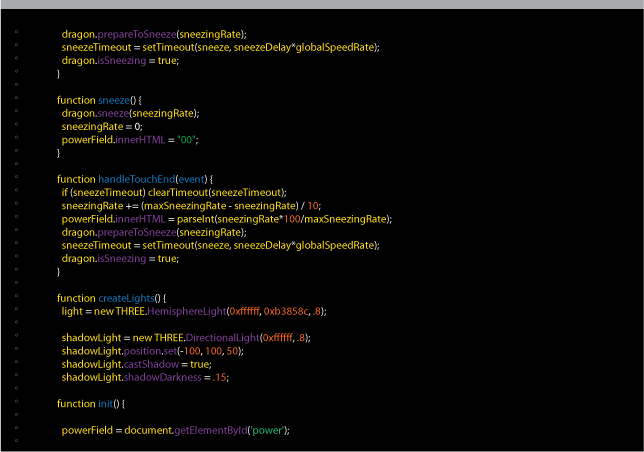 dragon.prepareToSneeze(sneezingRate);
sneezeTimeout = setTimeout(sneeze, sneezeDelay*globalSpeedRate);
dragon.isSneezing = true;
}
function sneeze() {
dragon.sneeze(sneezingRate);
sneezingRate = 0;
powerField.innerHTML = "00";
}
function handleTouchEnd(event) {
if (sneezeTimeout) clearTimeout(sneezeTimeout);
sneezingRate += (maxSneezingRate - sneezingRate) / 10;
powerField.innerHTML = parseInt(sneezingRate*100/maxSneezingRate);
dragon.prepareToSneeze(sneezingRate);
sneezeTimeout = setTimeout(sneeze, sneezeDelay*globalSpeedRate);
dragon.isSneezing = true;
}
function createLights() {
light = new THREE.HemisphereLight(0xffffff, 0xb3858c, .8);
shadowLight = new THREE.DirectionalLight(0xffffff, .8);
shadowLight.position.set(-100, 100, 50);
shadowLight.castShadow = true;
shadowLight.shadowDarkness = .15;
function init() {
powerField = document.getElementById('power');